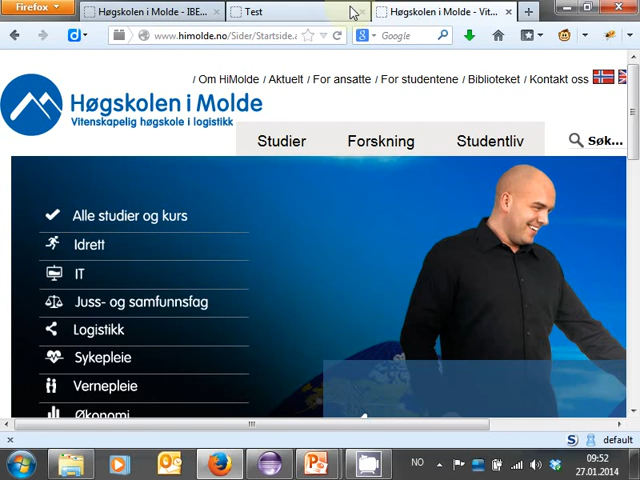 Firefox
Høgskolen i Molde - IBE...
Test
Høgskolen i Molde - Vit...
www.himolde.no/Sider/Startside.a
Google
/ Om HiMolde / Aktuelt / For ansatte / For studentene / Biblioteket / Kontakt oss
Høgskolen i Molde
Vitenskapelig høgskole i logistikk
Studier
Forskning
Studentliv
Søk...
Alle studier og kurs
Idrett
IT
Juss- og samfunnsfag
Logistikk
Sykepleie
Vernepleie
Økonomi
default
NO
09:52
27.01.2014